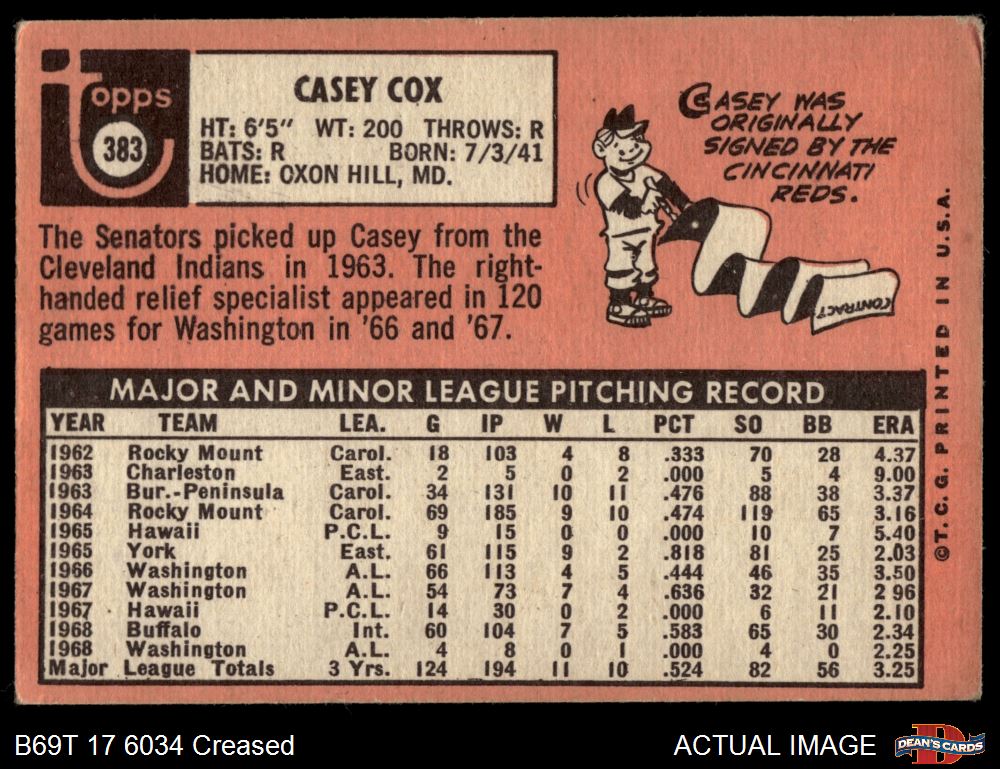 topps
383
CASEY COX
HT: 6'5" WT: 200 THROWS: R
BATS: R BORN: 7/3/41
HOME: OXON HILL, MD.
CASEY WAS
ORIGINALLY
SIGNED BY THE
CINCINNATI
REDS.
CONTRACT
The Senators picked up Casey from the
Cleveland Indians in 1963. The right-
handed relief specialist appeared in 120
games for Washington in '66 and '67.
MAJOR AND MINOR LEAGUE PITCHING RECORD
YEAR TEAM LEA. G IP W L PCT SO BB ERA
1962 Rocky Mount Carol. 18 103 4 8 .333 70 28 4.37
1963 Charleston East. 2 5 0 2 .000 5 4 9.00
1963 Bur.-Peninsula Carol. 34 131 10 11 .476 88 38 3.37
1964 Rocky Mount Carol. 69 185 9 10 .474 119 65 3.16
1965 Hawaii P.C.L. 9 15 0 0 .000 10 7 5.40
1965 York East. 61 115 9 2 .818 81 25 2.03
1966 Washington A.L. 66 113 4 5 .444 46 35 3.50
1967 Washington A.L. 54 73 7 4 .636 32 21 2 96
1967 Hawaii P.C.L. 14 30 0 2 .000 6 11 2.10
1968 Buffalo Int. 60 104 7 5 .583 65 30 2.34
1968 Washington A.L. 4 8 0 1 .000 4 0 2.25
Major League Totals 3 Yrs. 124 194 11 10 .524 82 56 3.25
©T.C.G. PRINTED IN U.S.A.
B69T 17 6034 Creased
ACTUAL IMAGE
D
DEAN'S CARDS